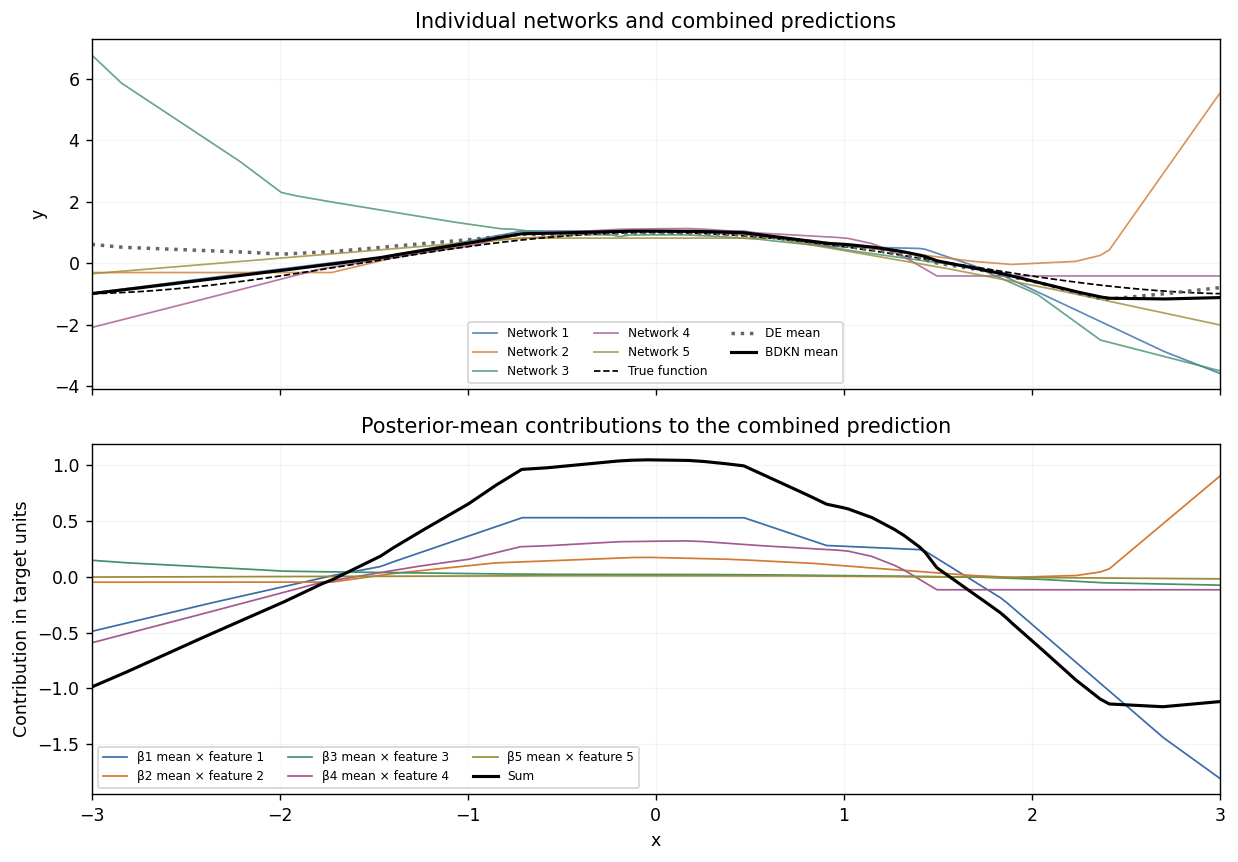 Individual networks and combined predictions
6
4
2
0
−2
−4
y
Network 1
Network 2
Network 3
Network 4
Network 5
True function
DE mean
BDKN mean
Posterior-mean contributions to the combined prediction
1.0
0.5
0.0
−0.5
−1.0
−1.5
Contribution in target units
β1 mean × feature 1
β2 mean × feature 2
β3 mean × feature 3
β4 mean × feature 4
β5 mean × feature 5
Sum
−3
−2
−1
0
1
2
3
x